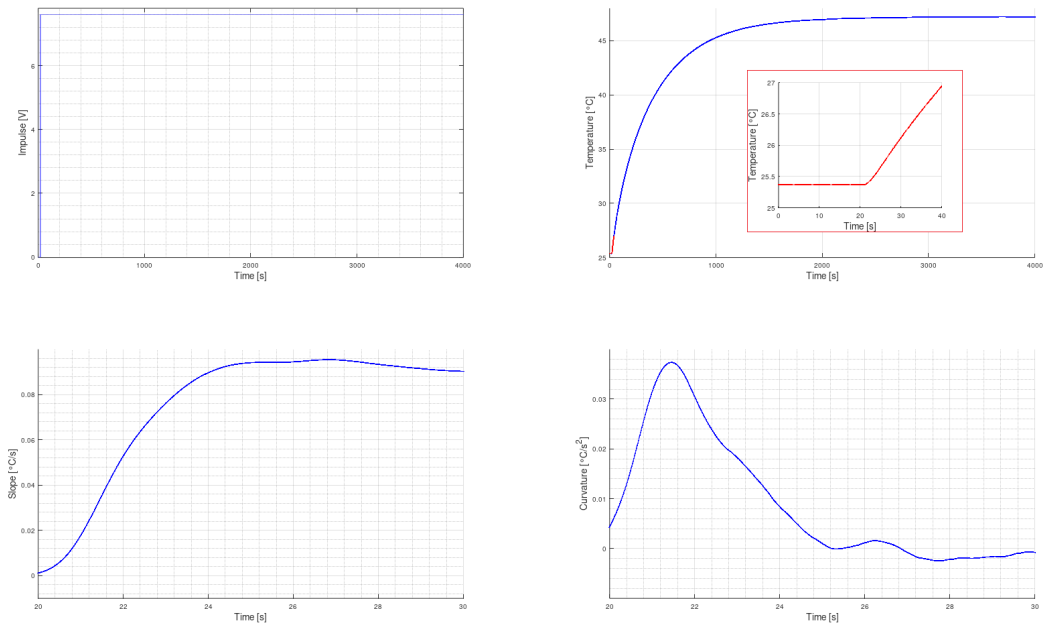 Impulse [V]
6
4
2
0
0 1000 2000 3000 4000
Time [s]
Temperature [°C]
45
40
35
30
25
0 1000 2000 3000 4000
Time [s]
Temperature [°C]
27
26.5
26
25.5
25
0 10 20 30 40
Time [s]
Slope [°C/s]
0.08
0.06
0.04
0.02
0
20 22 24 26 28 30
Time [s]
Curvature [°C/s²]
0.03
0.02
0.01
0
20 22 24 26 28 30
Time [s]